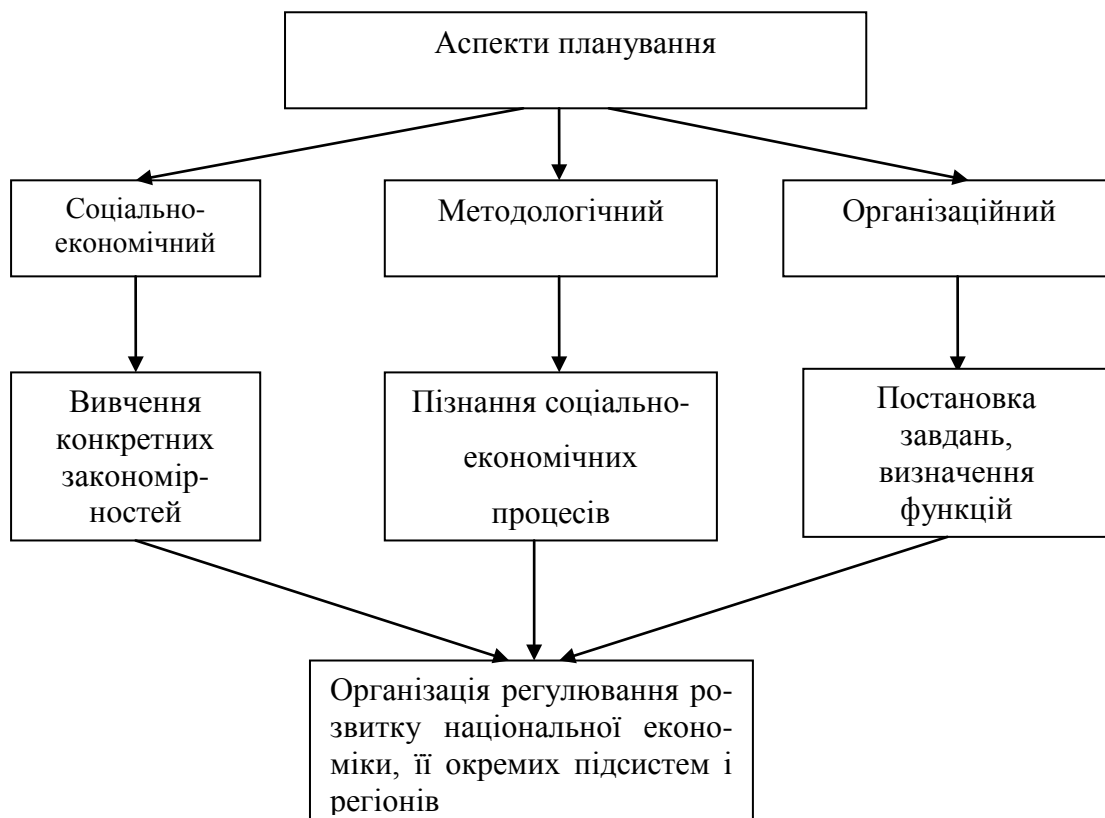 Аспекти планування
Соціально-
економічний
Методологічний
Організаційний
Вивчення
конкретних
закономір-
ностей
Пізнання соціально-
економічних
процесів
Постановка
завдань,
визначення
функцій
Організація регулювання ро-
звитку національної еконо-
міки, її окремих підсистем і
регіонів